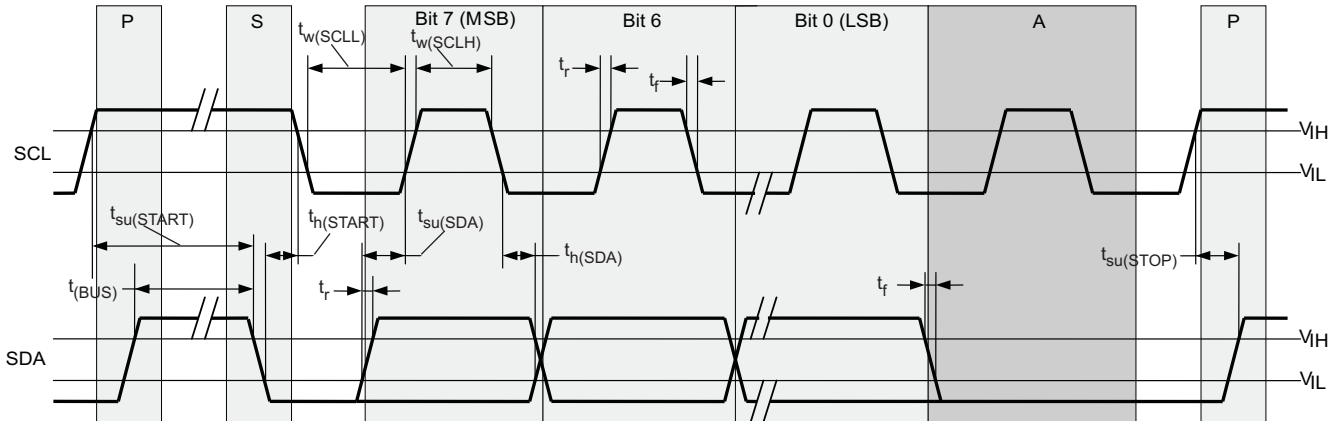 P S Bit 7 (MSB) Bit 6 Bit 0 (LSB) A P
tw(SCLL) tw(SCLH)
tr
tf
VIH
SCL
VIL
tsu(START) th(START) tsu(SDA)
th(SDA) tsu(STOP)
t(BUS)
tr tf
VIH
SDA
VIL